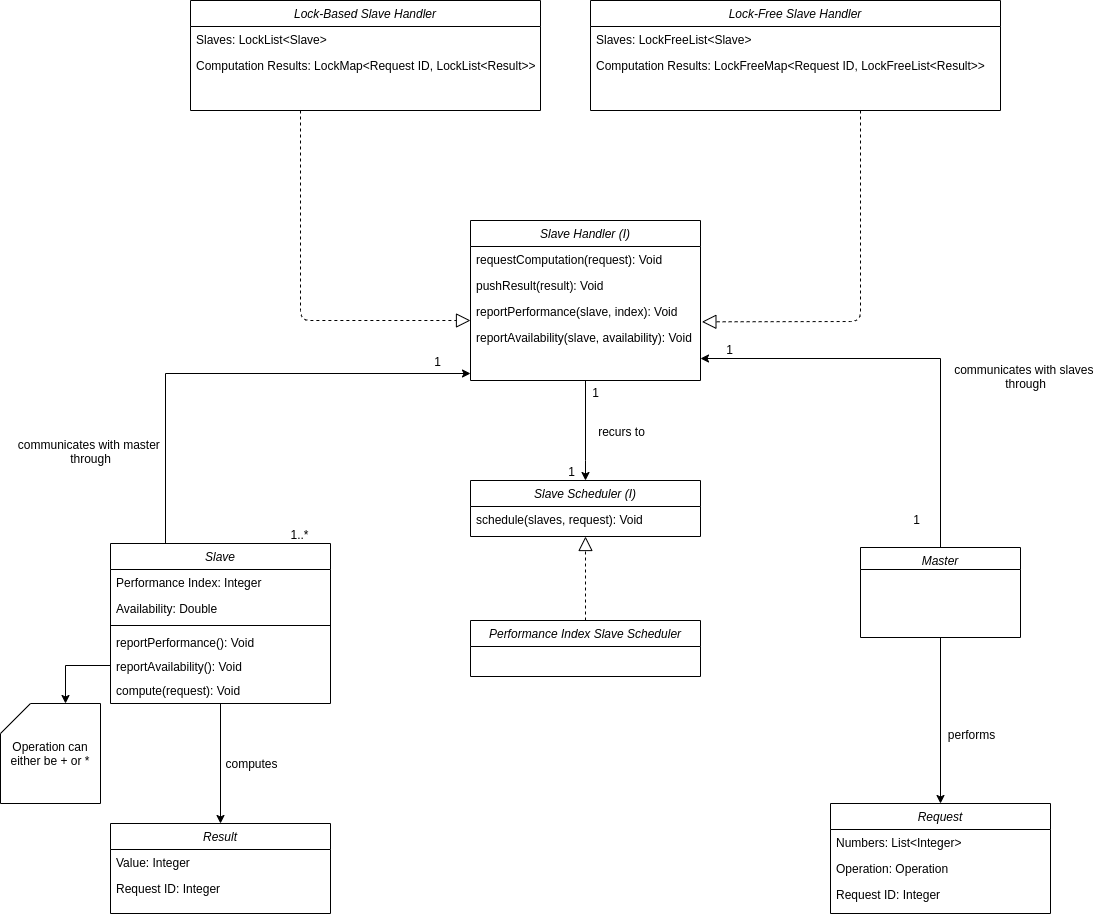 Lock-Based Slave Handler
Slaves: LockList<Slave>
Computation Results: LockMap<Request ID, LockList<Result>>
Lock-Free Slave Handler
Slaves: LockFreeList<Slave>
Computation Results: LockFreeMap<Request ID, LockFreeList<Result>>
Slave Handler (I)
requestComputation(request): Void
pushResult(result): Void
reportPerformance(slave, index): Void
reportAvailability(slave, availability): Void
1
1
communicates with slaves
through
1
recurs to
communicates with master
through
1
Slave Scheduler (I)
schedule(slaves, request): Void
1
1..*
Slave
Performance Index: Integer
Availability: Double
reportPerformance(): Void
reportAvailability(): Void
compute(request): Void
Master
Performance Index Slave Scheduler
Operation can
either be + or *
computes
performs
Result
Value: Integer
Request ID: Integer
Request
Numbers: List<Integer>
Operation: Operation
Request ID: Integer